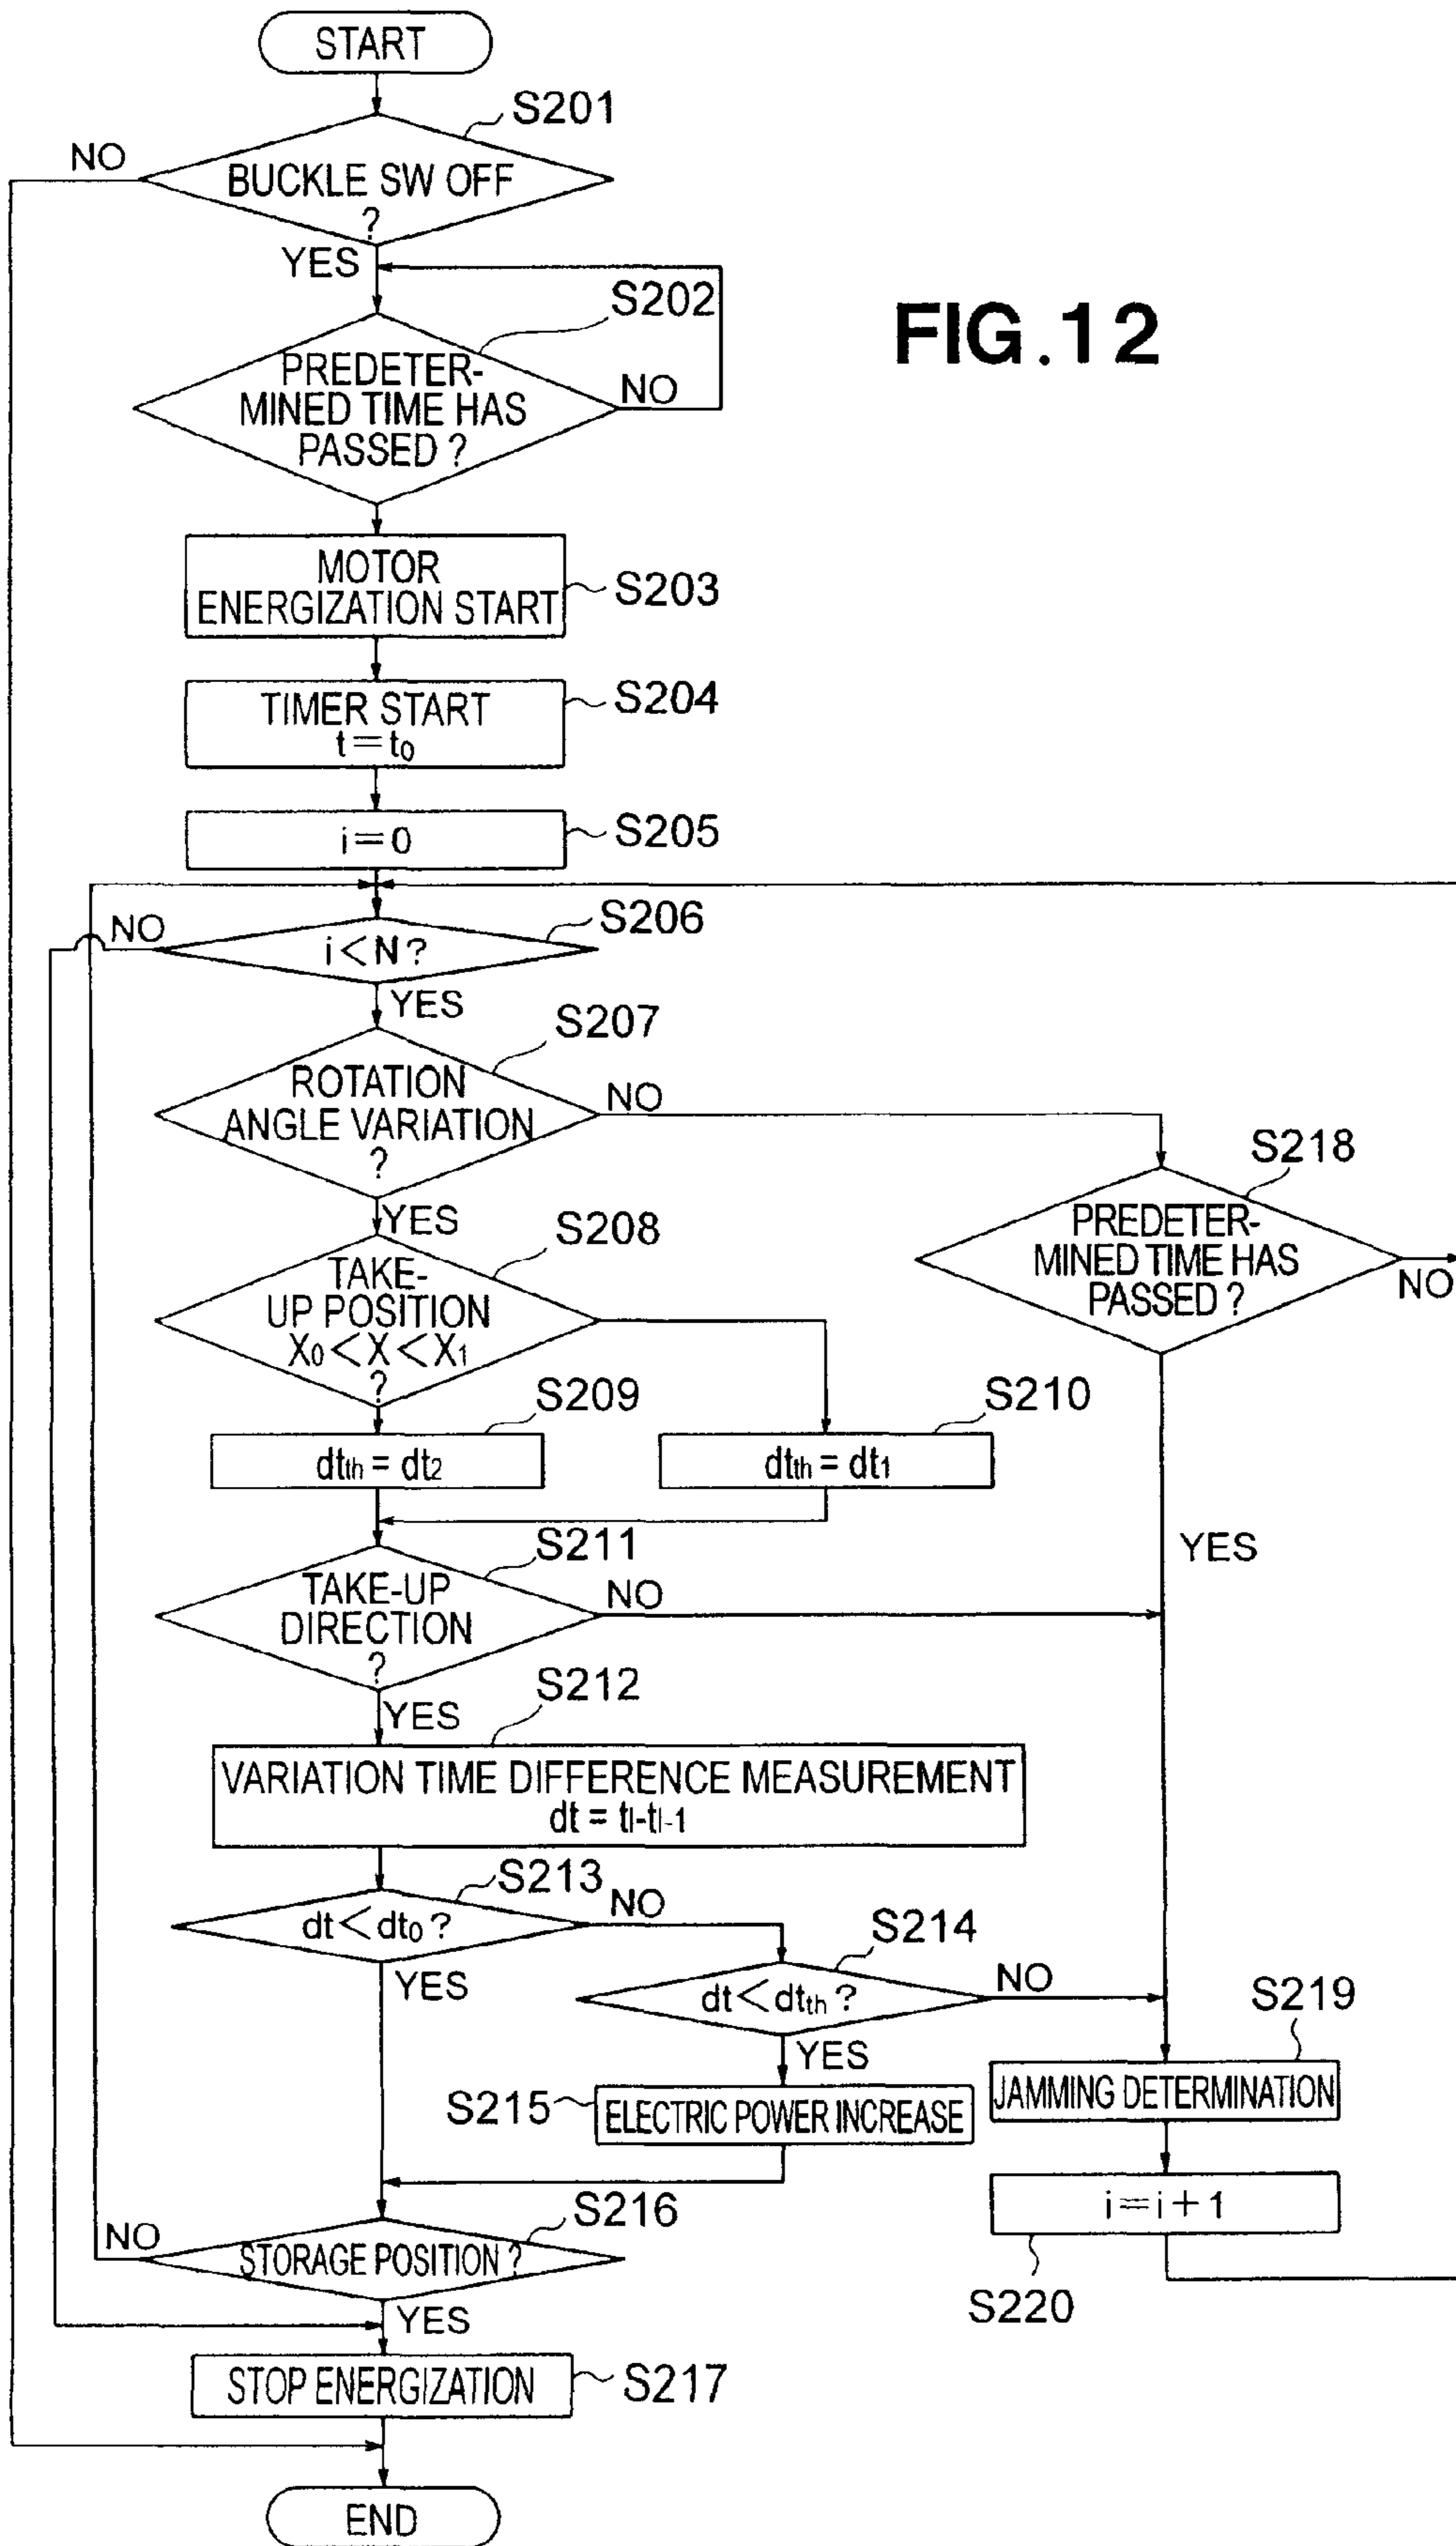 START
S201
NO
BUCKLE SW OFF
?
YES
S202
FIG.12
PREDETER-
MINED TIME HAS
PASSED ?
NO
MOTOR
ENERGIZATION START
S203
TIMER START
t=t0
S204
i=0
S205
S206
NO
i<N?
YES
S207
ROTATION
ANGLE VARIATION
?
NO
YES
S218
PREDETER-
MINED TIME HAS
PASSED ?
NO
YES
S208
TAKE-
UP POSITION
X0<X<X1
?
S209
dtth = dt2
S210
dtth = dt1
S211
TAKE-UP
DIRECTION
?
NO
YES
S212
VARIATION TIME DIFFERENCE MEASUREMENT
dt = tI-tI-1
S213
dt<dt0?
NO
YES
S214
dt<dtth?
NO
YES
S215
ELECTRIC POWER INCREASE
S219
JAMMING DETERMINATION
i=i+1
S220
S216
NO
STORAGE POSITION ?
YES
STOP ENERGIZATION
S217
END